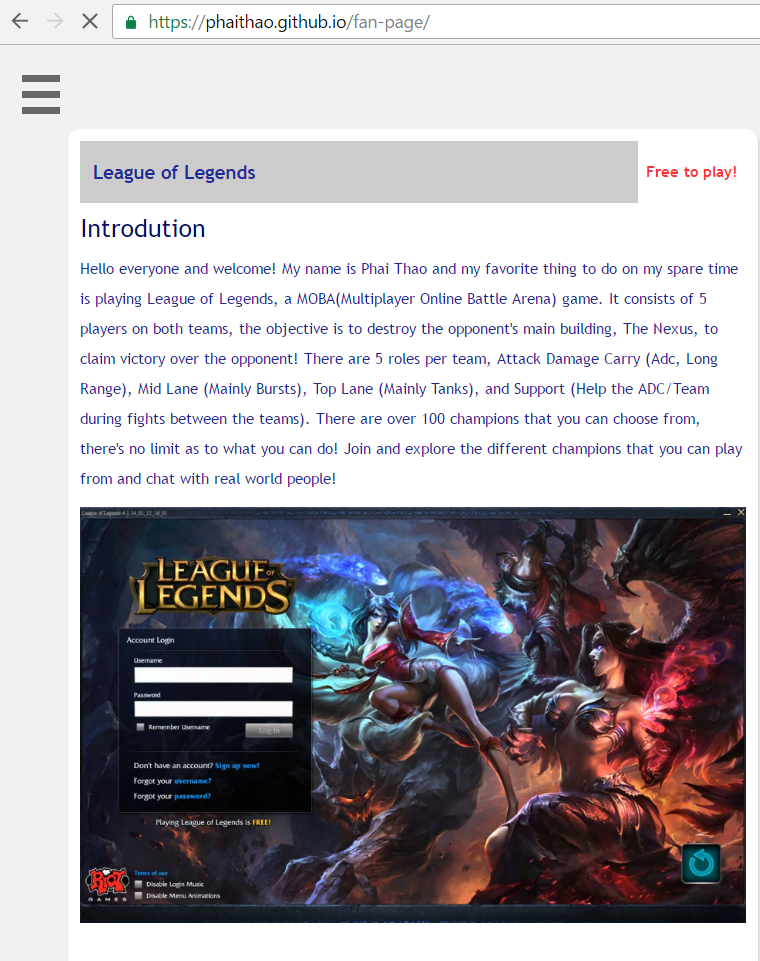 https://phaithao.github.io/fan-page/
League of Legends
Free to play!
Introdution
Hello everyone and welcome! My name is Phai Thao and my favorite thing to do on my spare time
is playing League of Legends, a MOBA(Multiplayer Online Battle Arena) game. It consists of 5
players on both teams, the objective is to destroy the opponent's main building, The Nexus, to
claim victory over the opponent! There are 5 roles per team, Attack Damage Carry (Adc, Long
Range), Mid Lane (Mainly Bursts), Top Lane (Mainly Tanks), and Support (Help the ADC/Team
during fights between the teams). There are over 100 champions that you can choose from,
there's no limit as to what you can do! Join and explore the different champions that you can play
from and chat with real world people!
League of Legends
LEAGUE OF
LEGENDS
Account Login
Username
Password
Remember Username
Log In
Don't have an account? Sign up now!
Forgot your username?
Forgot your password?
Playing League of Legends is FREE!
RIOT
GAMES
Terms of use
Disable Login Music
Disable Menu Animations